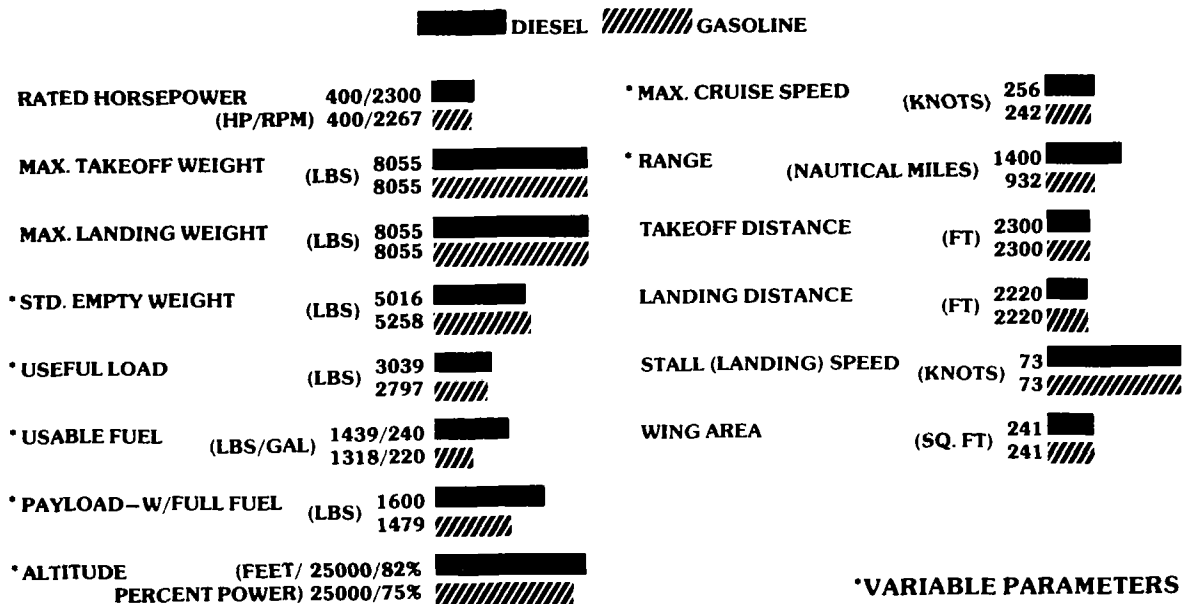 DIESEL GASOLINE
RATED HORSEPOWER 400/2300
(HP/RPM) 400/2267
MAX. TAKEOFF WEIGHT (LBS) 8055
8055
MAX. LANDING WEIGHT (LBS) 8055
8055
*STD. EMPTY WEIGHT (LBS) 5016
5258
*USEFUL LOAD (LBS) 3039
2797
*USABLE FUEL (LBS/GAL) 1439/240
1318/220
*PAYLOAD–W/FULL FUEL (LBS) 1600
1479
*ALTITUDE (FEET/ 25000/82%
PERCENT POWER) 25000/75%
*MAX. CRUISE SPEED (KNOTS) 256
242
*RANGE (NAUTICAL MILES) 1400
932
TAKEOFF DISTANCE (FT) 2300
2300
LANDING DISTANCE (FT) 2220
2220
STALL (LANDING) SPEED (KNOTS) 73
73
WING AREA (SQ. FT) 241
241
*VARIABLE PARAMETERS